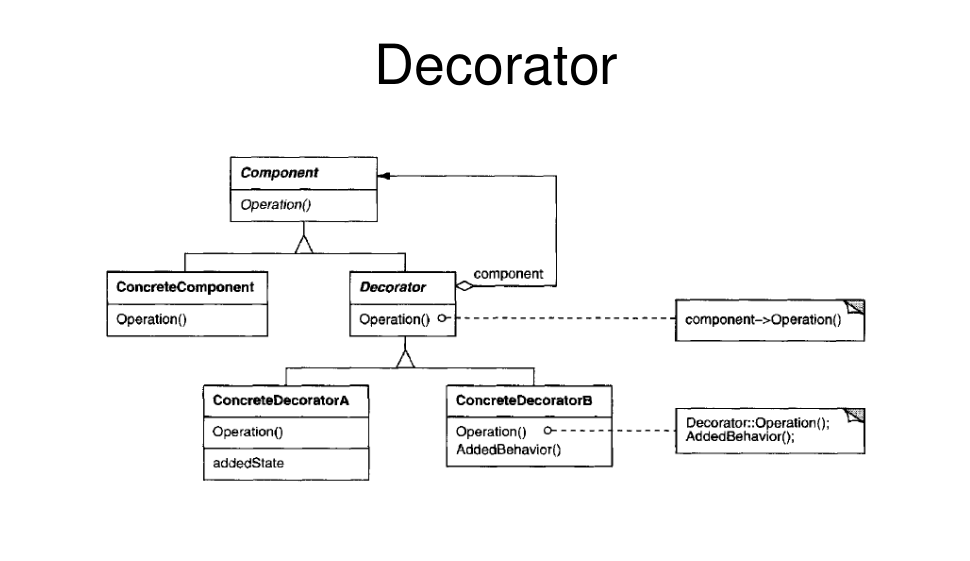 Decorator
Component
Operation()
component
ConcreteComponent
Operation()
Decorator
Operation()
component->Operation()
ConcreteDecoratorA
Operation()
addedState
ConcreteDecoratorB
Operation()
AddedBehavior()
Decorator::Operation();
AddedBehavior();